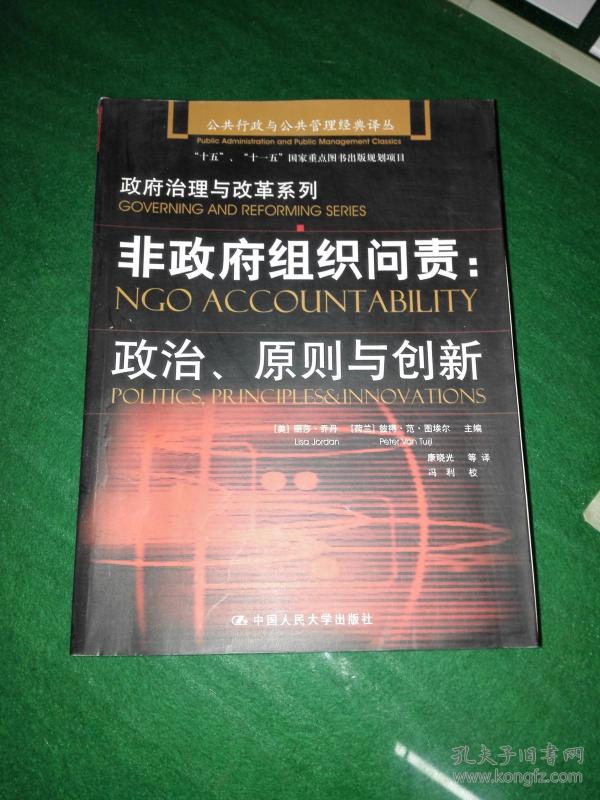 公共行政与公共管理经典译丛
Public Administration and Public Management Classics
“十五”、“十一五”国家重点图书出版规划项目
政府治理与改革系列
GOVERNING AND REFORMING SERIES
非政府组织问责：
NGO ACCOUNTABILITY
政治、原则与创新
POLITICS, PRINCIPLES&INNOVATIONS
[美] 丽莎·乔丹 [荷兰] 彼得·范·图埃尔 主编
Lisa Jordan Peter Van Tuijl
康晓光 等 译
冯 利 校
中国人民大学出版社
孔夫子旧书网
www.kongfz.com